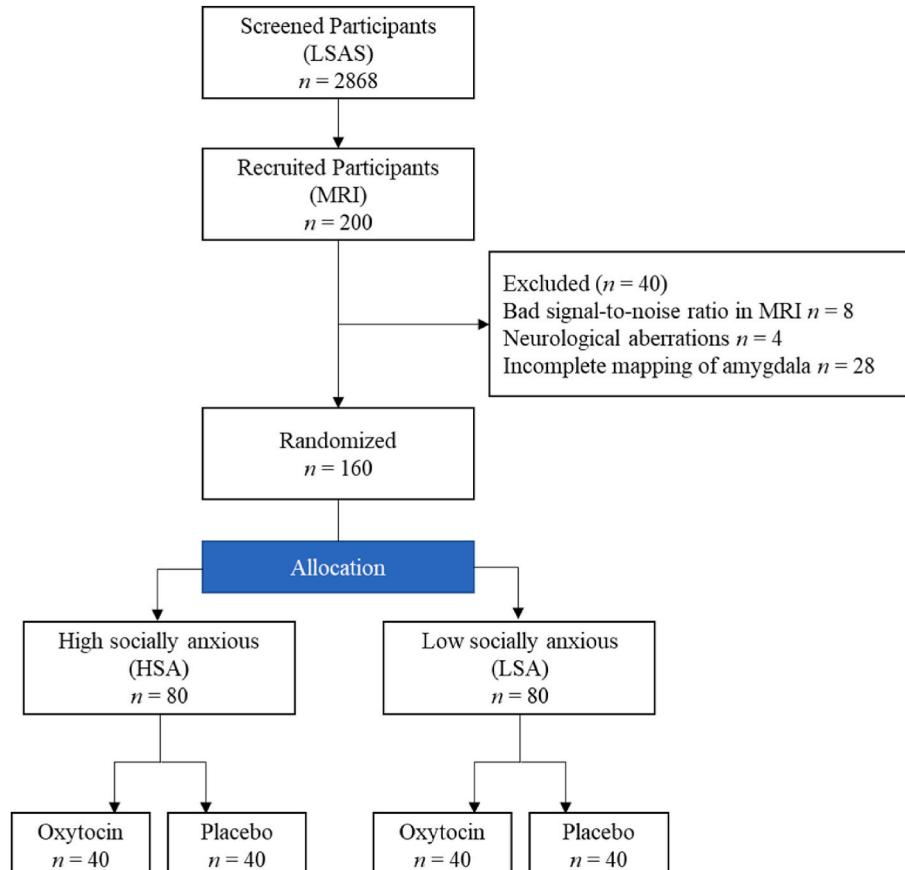 Screened Participants
(LSAS)
n = 2868
Recruited Participants
(MRI)
n = 200
Excluded (n = 40)
Bad signal-to-noise ratio in MRI n = 8
Neurological aberrations n = 4
Incomplete mapping of amygdala n = 28
Randomized
n = 160
Allocation
High socially anxious
(HSA)
n = 80
Low socially anxious
(LSA)
n = 80
Oxytocin
n = 40
Placebo
n = 40
Oxytocin
n = 40
Placebo
n = 40